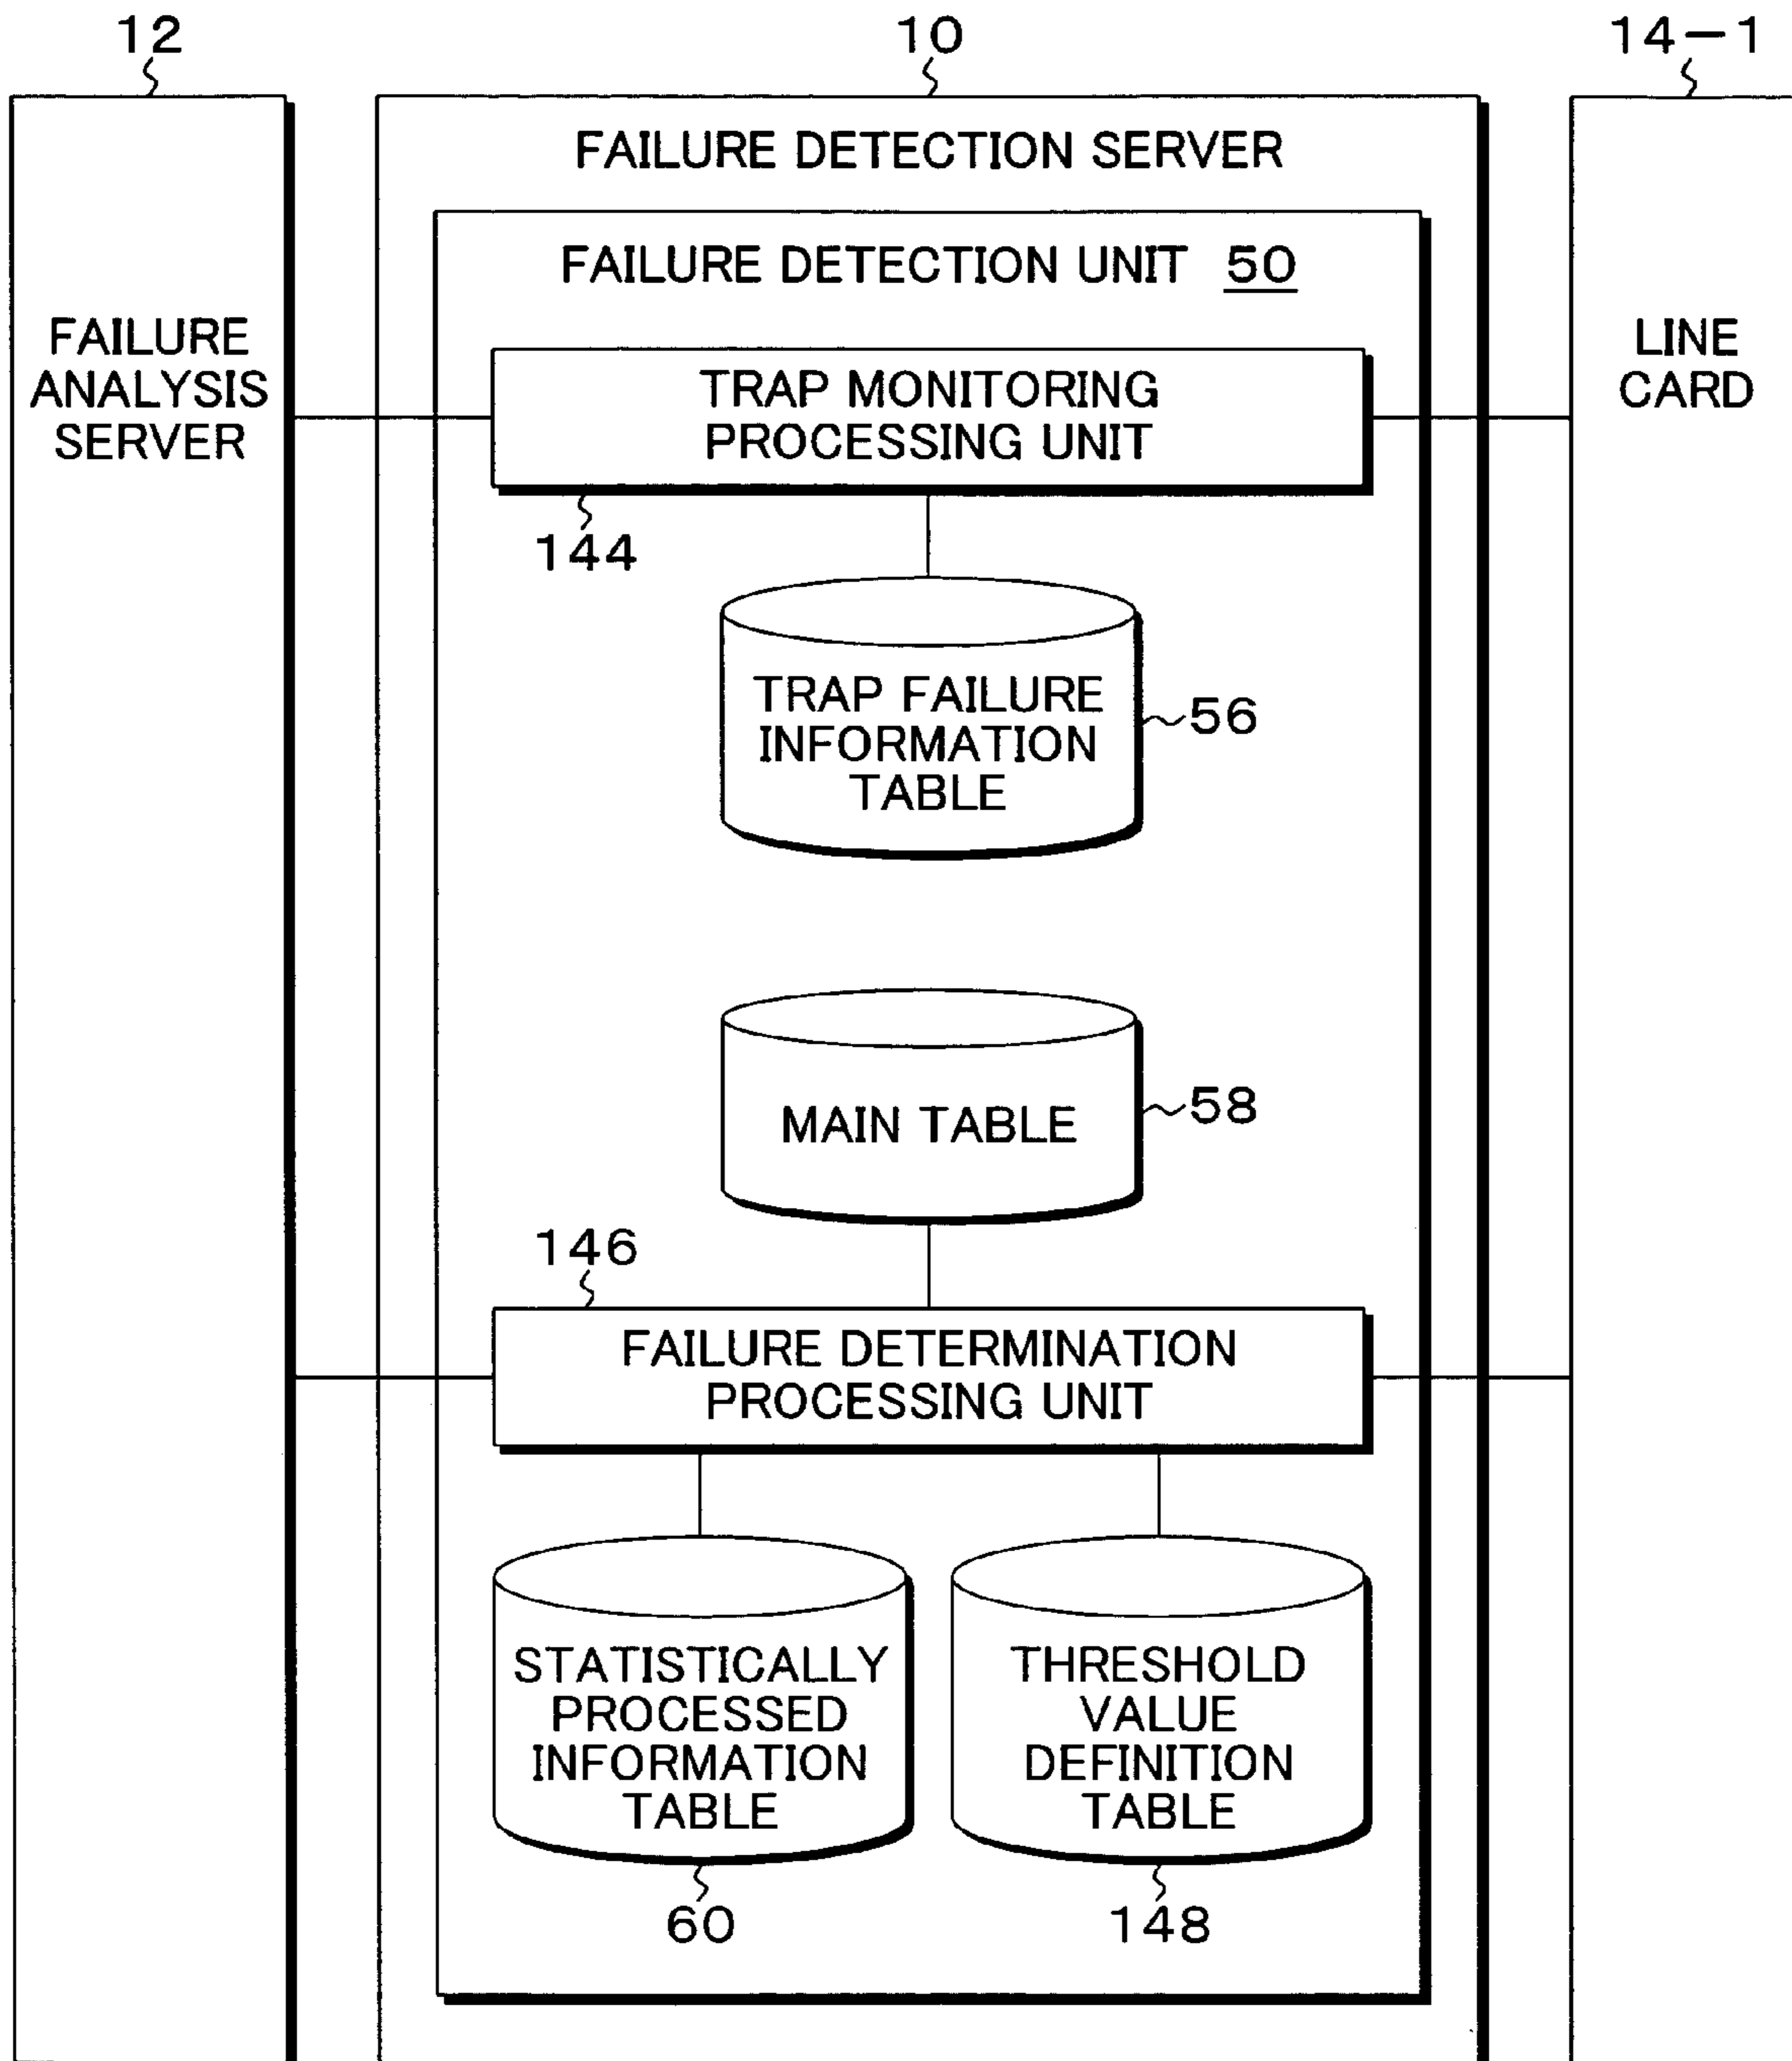 12
10
14-1
FAILURE DETECTION SERVER
FAILURE DETECTION UNIT 50
FAILURE
ANALYSIS
SERVER
TRAP MONITORING
PROCESSING UNIT
LINE
CARD
144
TRAP FAILURE
INFORMATION
TABLE
56
MAIN TABLE
58
146
FAILURE DETERMINATION
PROCESSING UNIT
STATISTICALLY
PROCESSED
INFORMATION
TABLE
THRESHOLD
VALUE
DEFINITION
TABLE
60
148